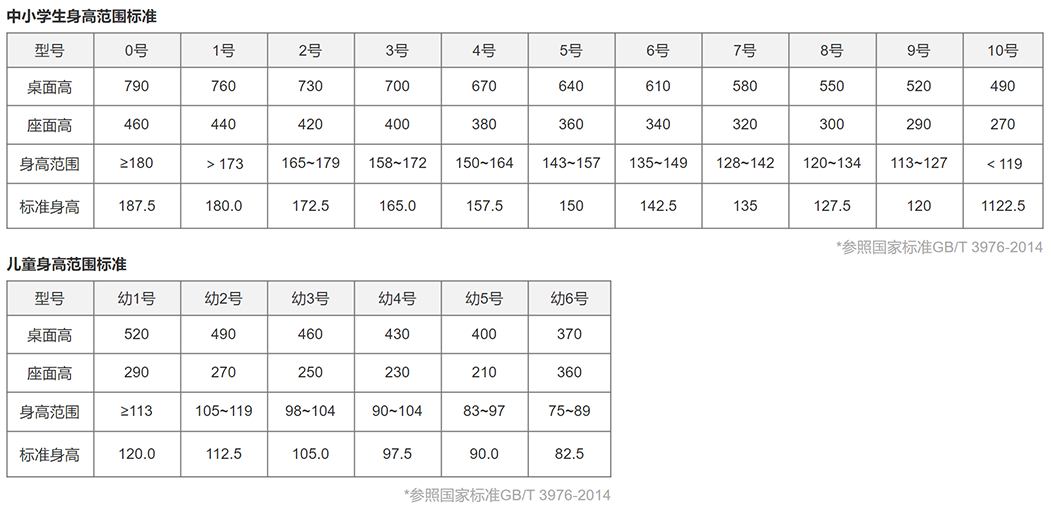 中小学生身高范围标准
型号 0号 1号 2号 3号 4号 5号 6号 7号 8号 9号 10号
桌面高 790 760 730 700 670 640 610 580 550 520 490
座面高 460 440 420 400 380 360 340 320 300 290 270
身高范围 ≥180 > 173 165~179 158~172 150~164 143~157 135~149 128~142 120~134 113~127 < 119
标准身高 187.5 180.0 172.5 165.0 157.5 150 142.5 135 127.5 120 1122.5
*参照国家标准GB/T 3976-2014
儿童身高范围标准
型号 幼1号 幼2号 幼3号 幼4号 幼5号 幼6号
桌面高 520 490 460 430 400 370
座面高 290 270 250 230 210 360
身高范围 ≥113 105~119 98~104 90~104 83~97 75~89
标准身高 120.0 112.5 105.0 97.5 90.0 82.5
*参照国家标准GB/T 3976-2014